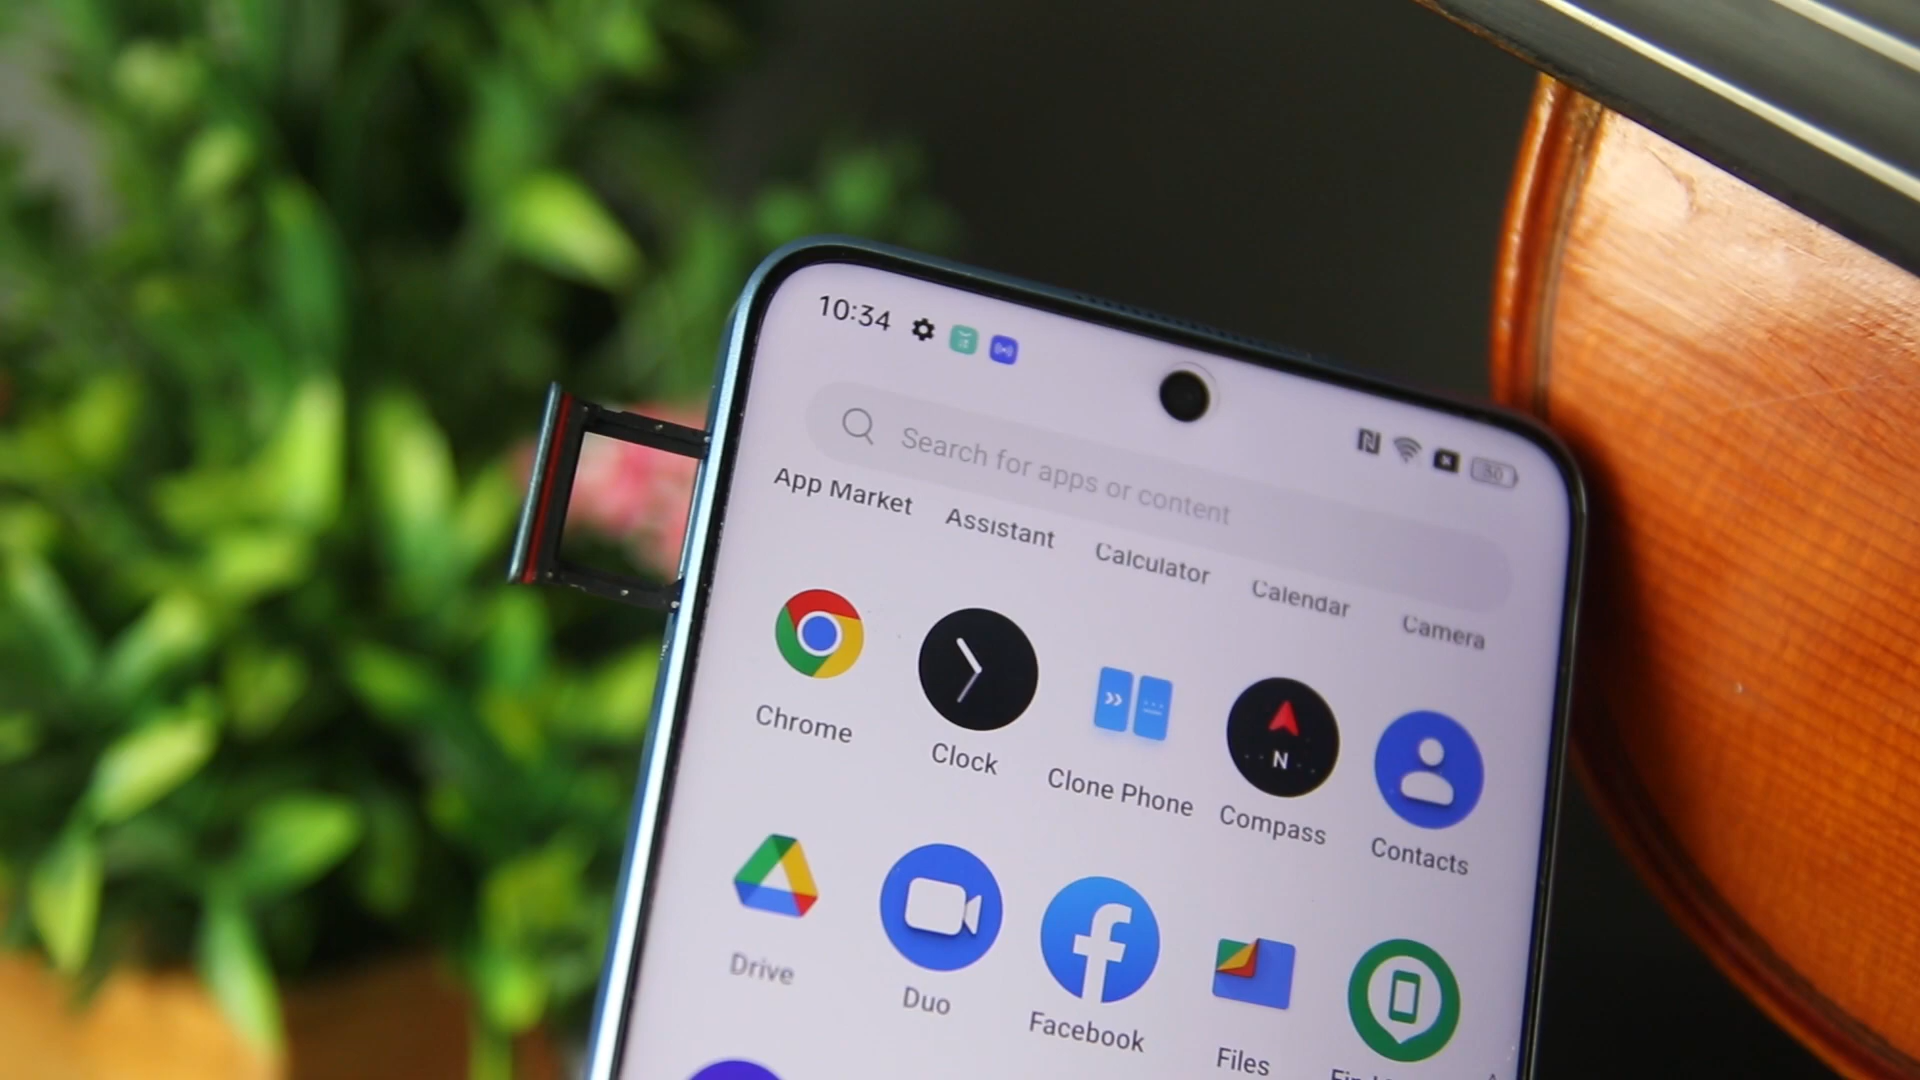 10:34
30
Search for apps or content
App Market Assistant Calculator Calendar Camera
Chrome Clock Clone Phone Compass Contacts
N
Drive Duo Facebook Files